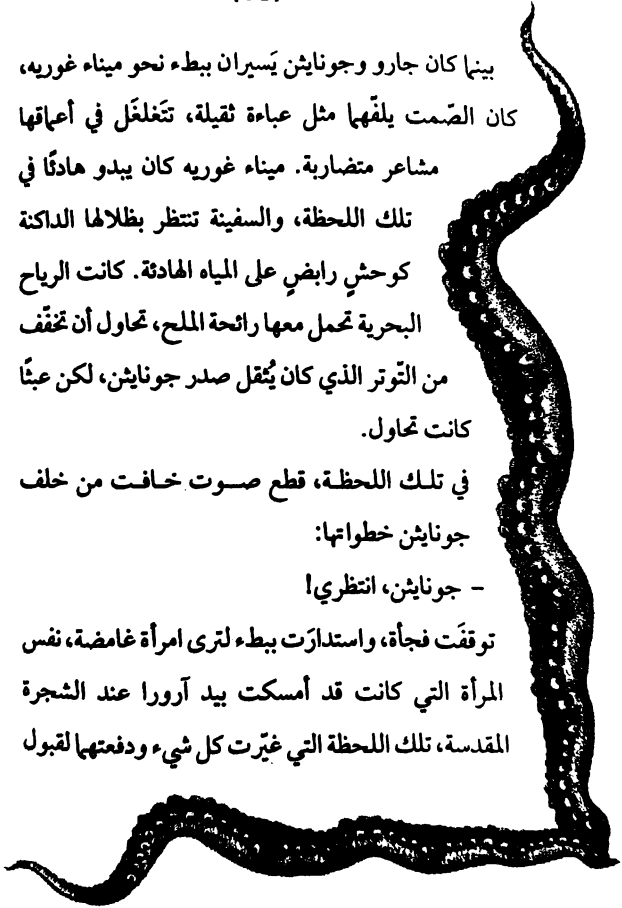 بينما كان جارو وجونايثن يَسيران ببطء نحو ميناء غوريه،
كان الصّمت يلفّهما مثل عباءة ثقيلة، تتَغلغَل في أعماقها
مشاعر متضاربة. ميناء غوريه كان يبدو هادئًا في
تلك اللحظة، والسفينة تنتظر بظلالها الداكنة
كوحشٍ رابضٍ على المياه الهادئة. كانت الرياح
البحرية تحمل معها رائحة الملح، تحاول أن تخفّف
من التّوتر الذي كان يُثقل صدر جونايثن، لكن عبثًا
كانت تحاول.
في تلك اللحظة، قطع صوت خافت من خلف
جونايثن خطواتها:
– جونايثن، انتظري!
توقفَت فجأة، واستدارَت ببطء لترى امرأة غامضة، نفس
المرأة التي كانت قد أمسكت بيد آرورا عند الشجرة
المقدسة، تلك اللحظة التي غيّرت كل شيء ودفعتهما لقبول